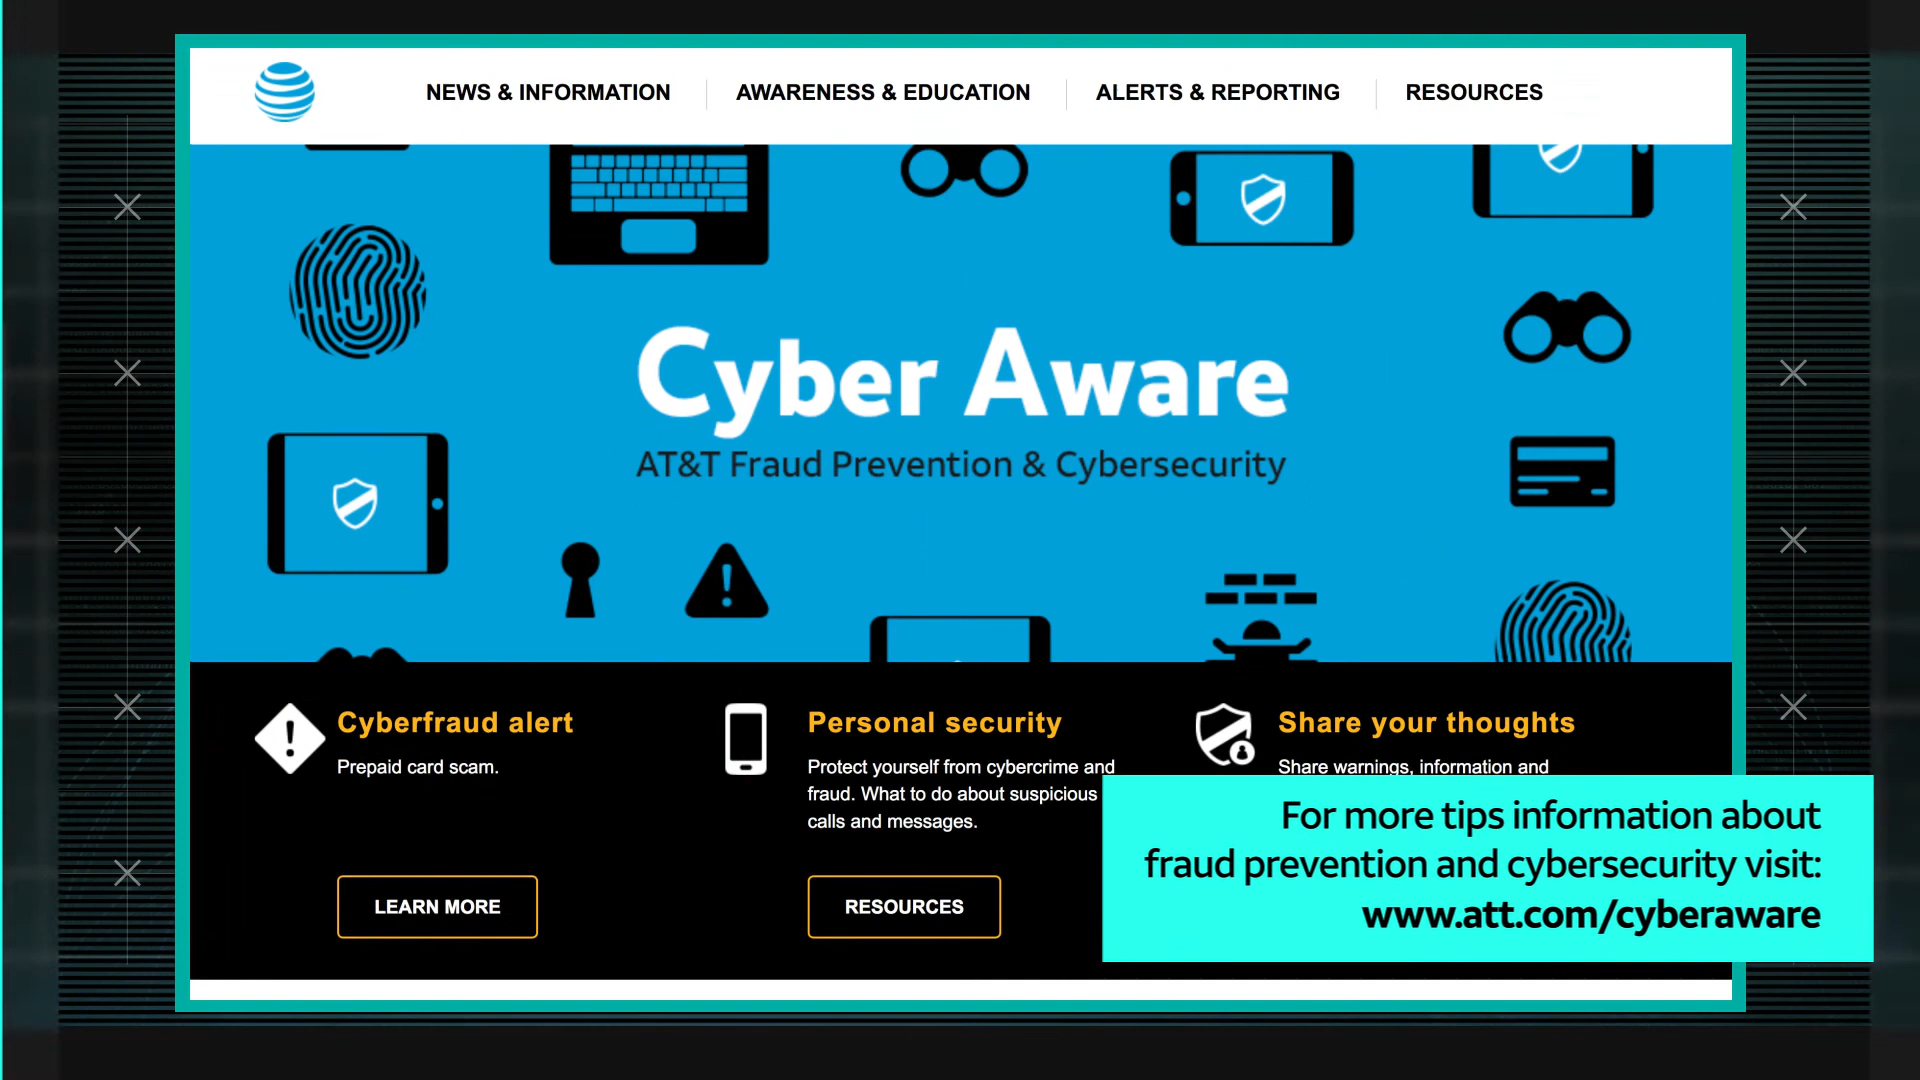 NEWS & INFORMATION
AWARENESS & EDUCATION
ALERTS & REPORTING
RESOURCES
Cyber Aware
AT&T Fraud Prevention & Cybersecurity
Cyberfraud alert
Prepaid card scam.
LEARN MORE
Personal security
Protect yourself from cybercrime and
fraud. What to do about suspicious
calls and messages.
RESOURCES
Share your thoughts
Share warnings, information and
For more tips information about
fraud prevention and cybersecurity visit:
www.att.com/cyberaware